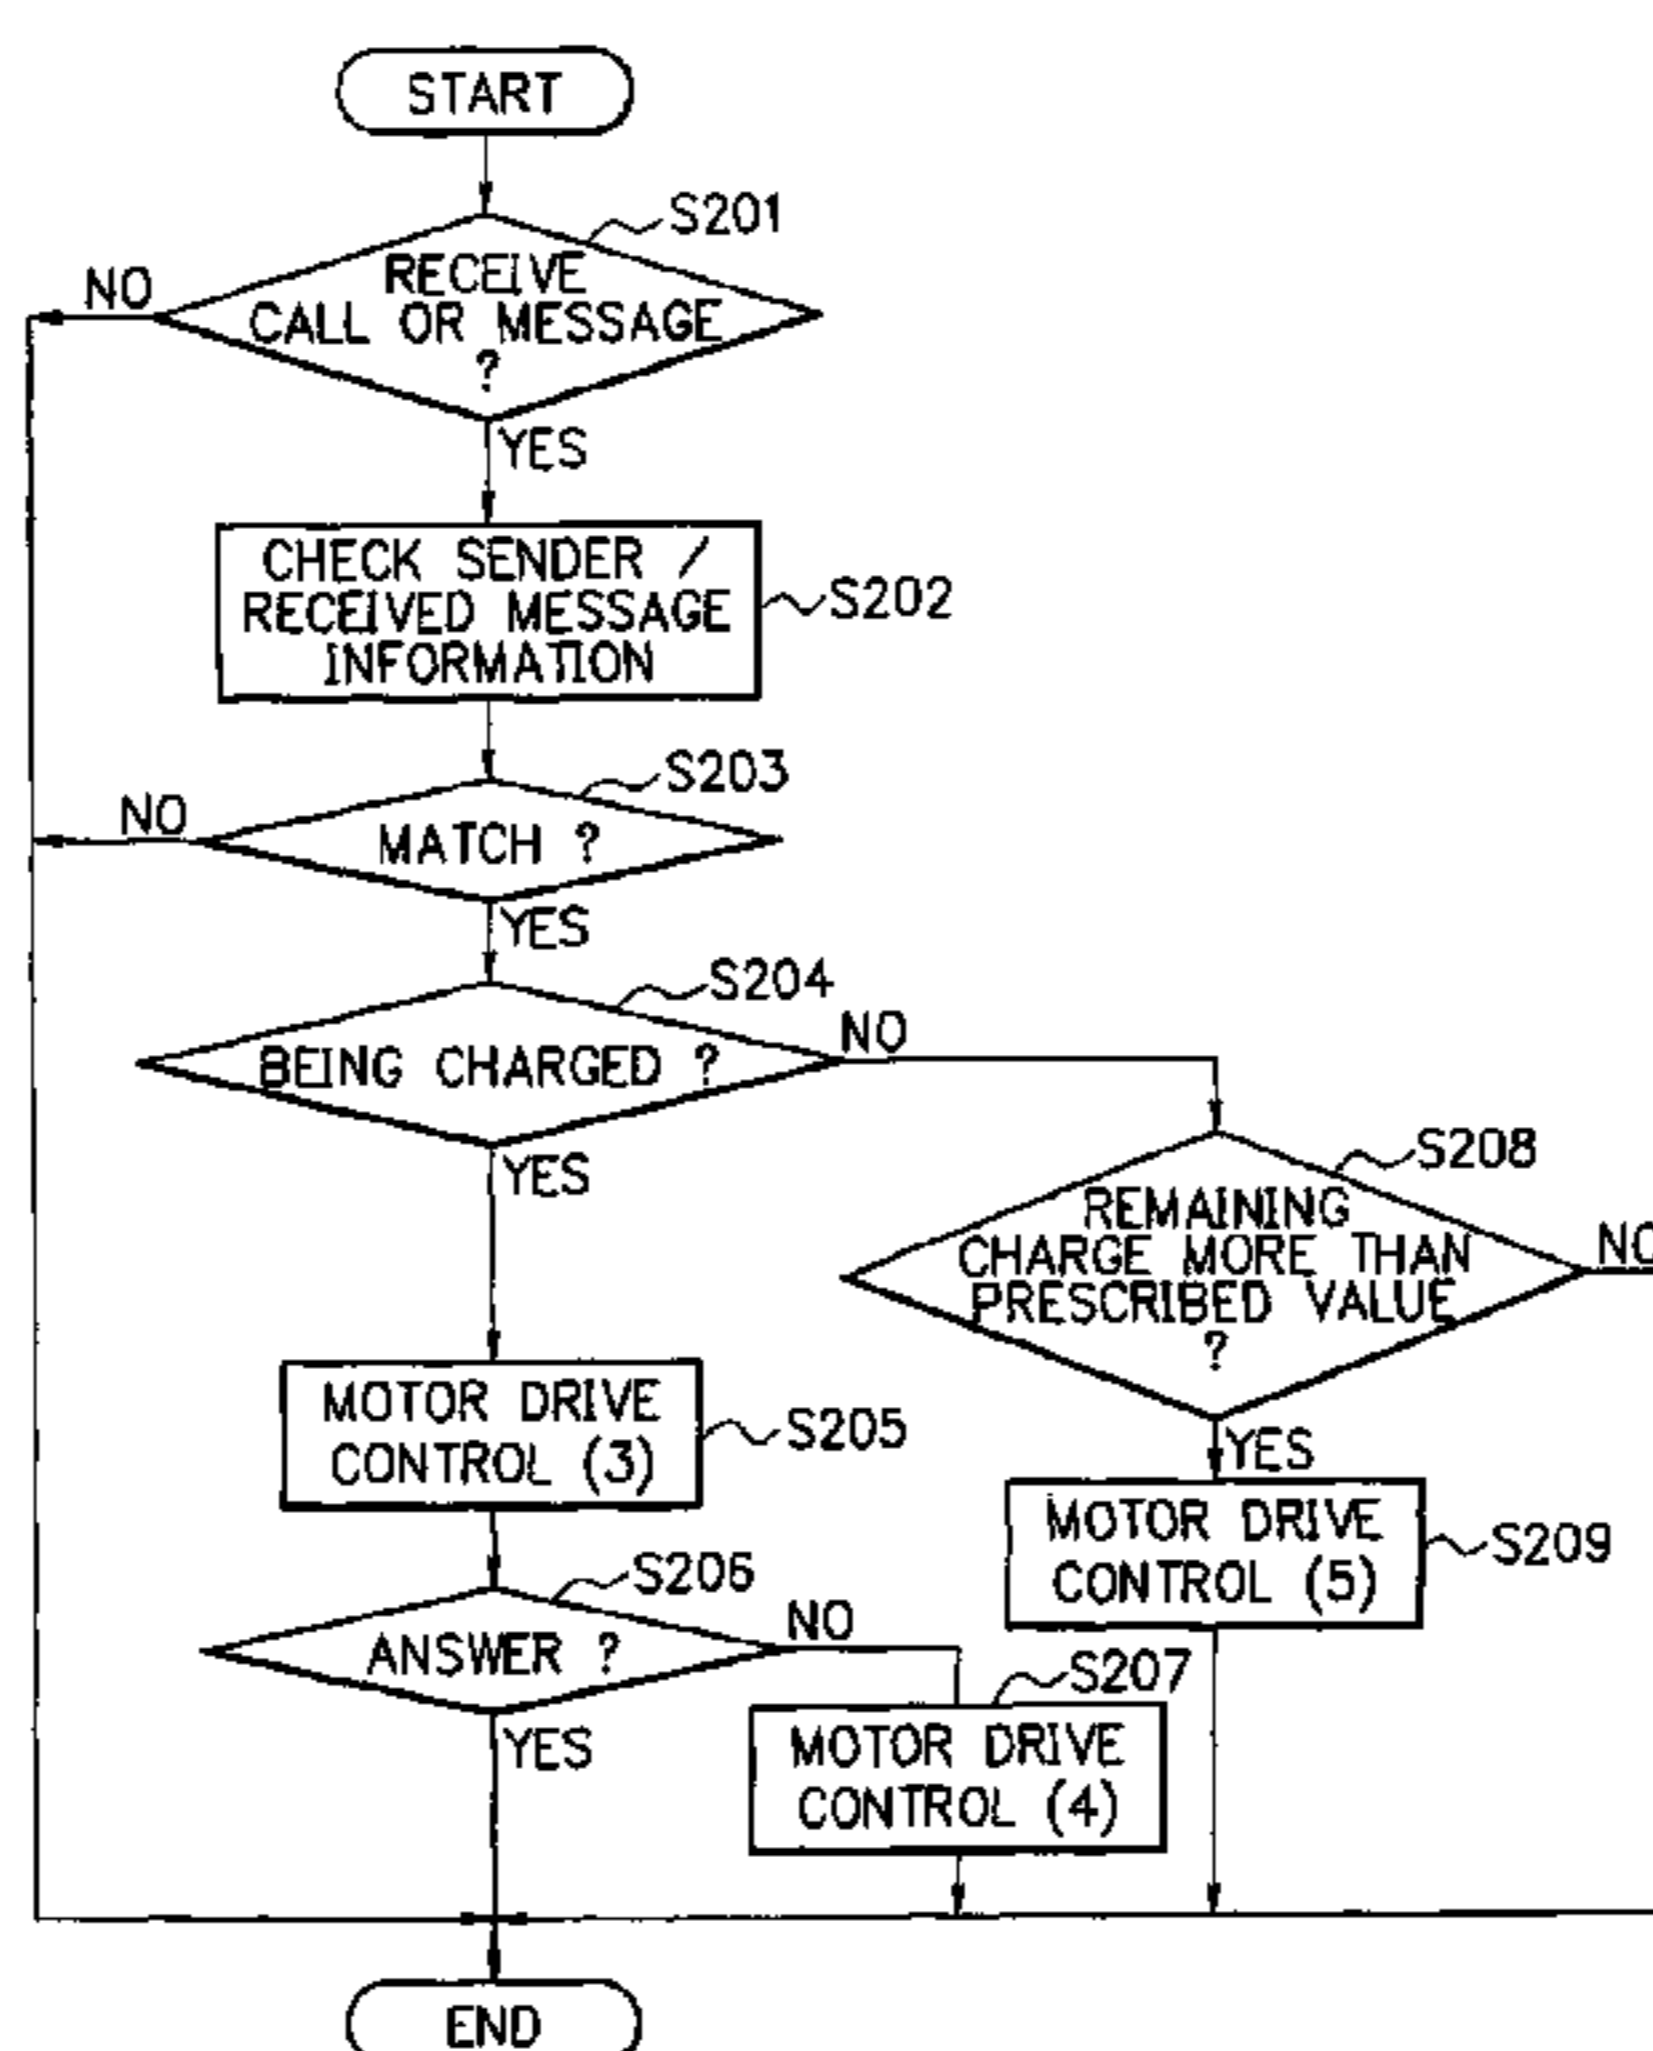 START
S201
NO
RECEIVE
CALL OR MESSAGE
?
YES
CHECK SENDER /
RECEIVED MESSAGE
INFORMATION
S202
S203
NO
MATCH ?
YES
S204
BEING CHARGED ?
NO
YES
S208
REMAINING
CHARGE MORE THAN
PRESCRIBED VALUE
?
NO
YES
MOTOR DRIVE
CONTROL (3)
S205
MOTOR DRIVE
CONTROL (5)
S209
S206
ANSWER ?
NO
YES
S207
MOTOR DRIVE
CONTROL (4)
END